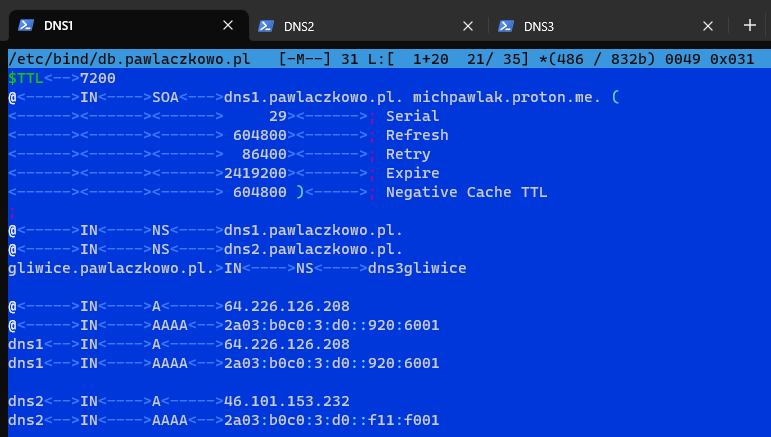 DNS1 DNS2 DNS3
/etc/bind/db.pawlaczkowo.pl [-M--] 31 L:[ 1+20 21/ 35] *(486 / 832b) 0049 0x031
$TTL<-->7200
@<------>IN<---->SOA<--->dns1.pawlaczkowo.pl. michpawlak.proton.me. (
<------><------><------> 29><------>; Serial
<------><------><------> 604800><------>; Refresh
<------><------><------> 86400><------>; Retry
<------><------><------>2419200><------>; Expire
<------><------><------> 604800 )<----->; Negative Cache TTL
;
@<------>IN<---->NS<---->dns1.pawlaczkowo.pl.
@<------>IN<---->NS<---->dns2.pawlaczkowo.pl.
gliwice.pawlaczkowo.pl.>IN<---->NS<---->dns3gliwice
@<------>IN<---->A<----->64.226.126.208
@<------>IN<---->AAAA<-->2a03:b0c0:3:d0::920:6001
dns1<-->IN<---->A<----->64.226.126.208
dns1<-->IN<---->AAAA<-->2a03:b0c0:3:d0::920:6001
dns2<-->IN<---->A<----->46.101.153.232
dns2<-->IN<---->AAAA<-->2a03:b0c0:3:d0::f11:f001